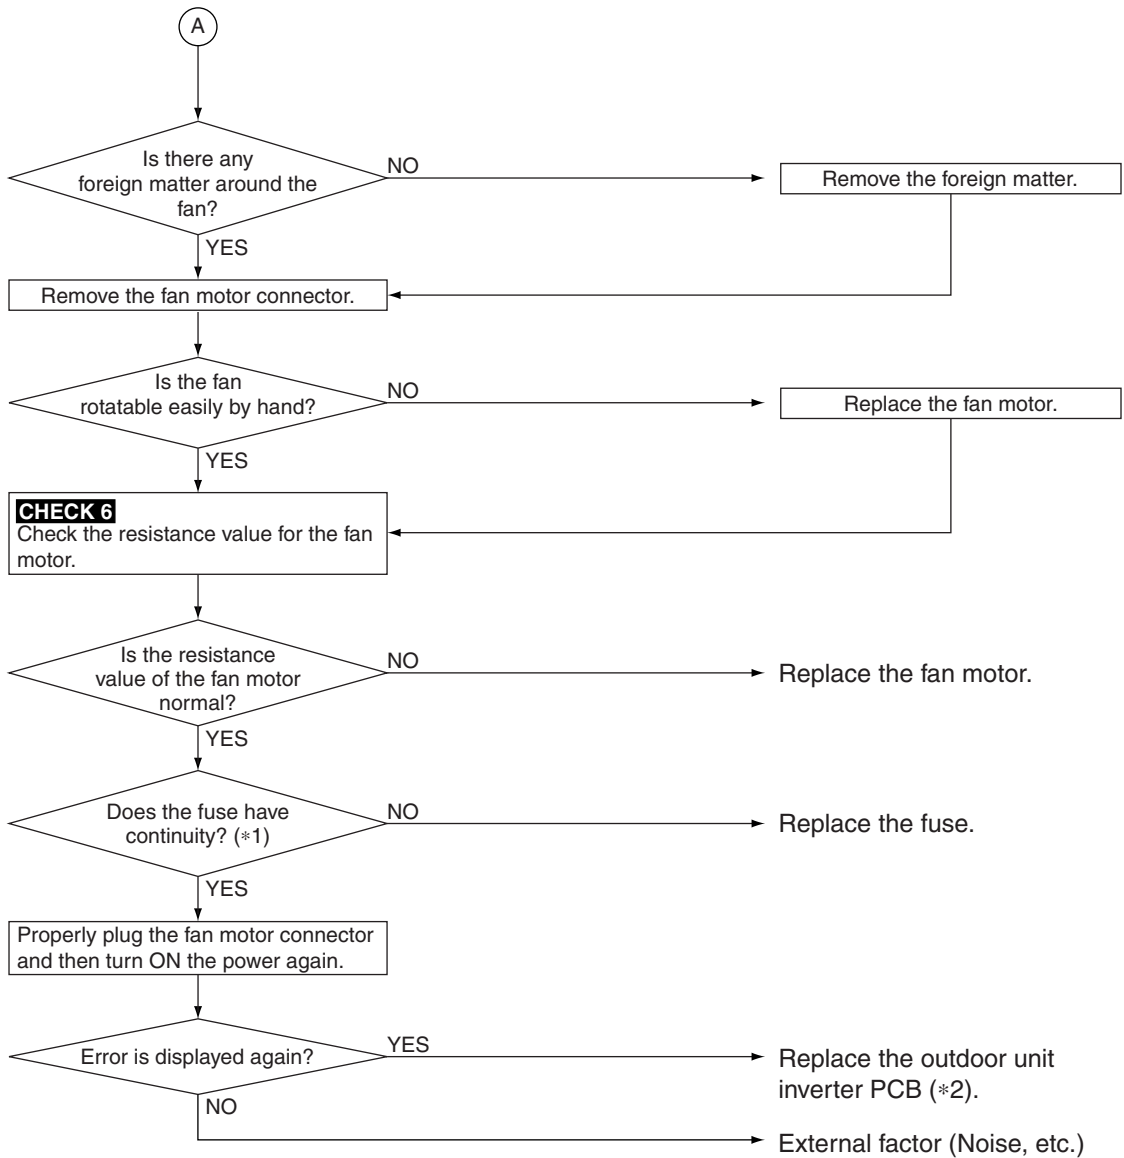 A
Is there any
foreign matter around the
fan?
NO
Remove the foreign matter.
YES
Remove the fan motor connector.
Is the fan
rotatable easily by hand?
NO
Replace the fan motor.
YES
CHECK 6
Check the resistance value for the fan
motor.
Is the resistance
value of the fan motor
normal?
NO
Replace the fan motor.
YES
Does the fuse have
continuity? (*1)
NO
Replace the fuse.
YES
Properly plug the fan motor connector
and then turn ON the power again.
Error is displayed again?
YES
Replace the outdoor unit
inverter PCB (*2).
NO
External factor (Noise, etc.)